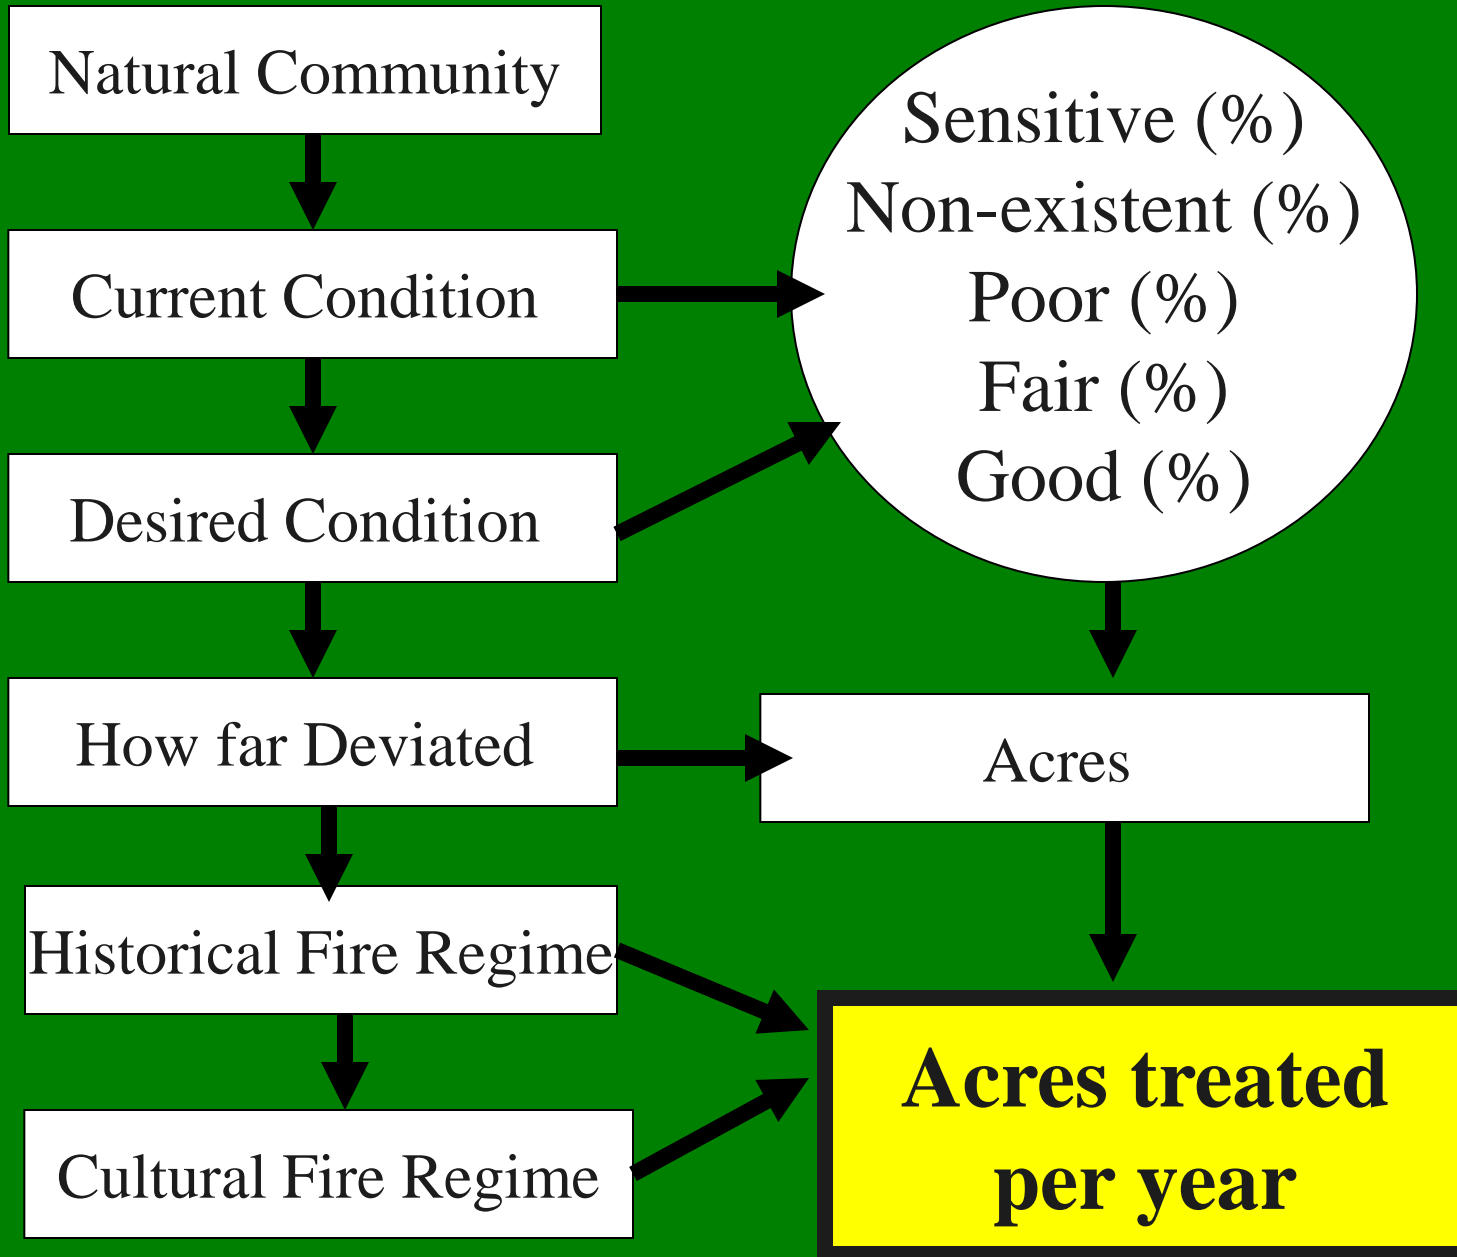 Natural Community
Current Condition
Desired Condition
How far Deviated
Historical Fire Regime
Cultural Fire Regime
Sensitive (%)
Non-existent (%)
Poor (%)
Fair (%)
Good (%)
Acres
Acres treated
per year